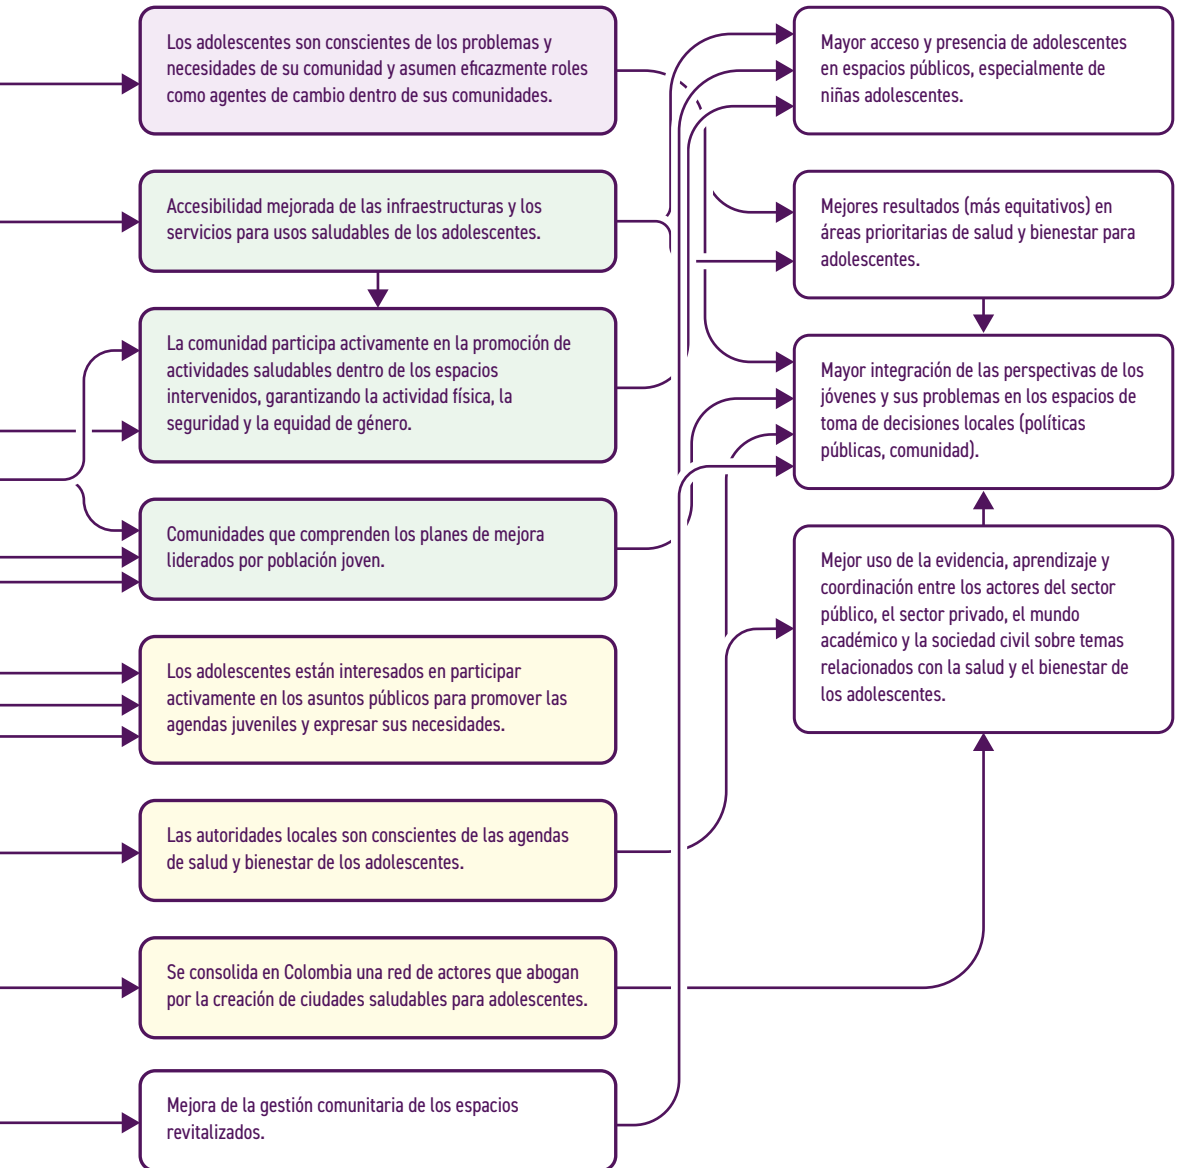 Los adolescentes son conscientes de los problemas y
necesidades de su comunidad y asumen eficazmente roles
como agentes de cambio dentro de sus comunidades.
Accesibilidad mejorada de las infraestructuras y los
servicios para usos saludables de los adolescentes.
La comunidad participa activamente en la promoción de
actividades saludables dentro de los espacios
intervenidos, garantizando la actividad física, la
seguridad y la equidad de género.
Comunidades que comprenden los planes de mejora
liderados por población joven.
Los adolescentes están interesados en participar
activamente en los asuntos públicos para promover las
agendas juveniles y expresar sus necesidades.
Las autoridades locales son conscientes de las agendas
de salud y bienestar de los adolescentes.
Se consolida en Colombia una red de actores que abogan
por la creación de ciudades saludables para adolescentes.
Mejora de la gestión comunitaria de los espacios
revitalizados.
Mayor acceso y presencia de adolescentes
en espacios públicos, especialmente de
niñas adolescentes.
Mejores resultados (más equitativos) en
áreas prioritarias de salud y bienestar para
adolescentes.
Mayor integración de las perspectivas de los
jóvenes y sus problemas en los espacios de
toma de decisiones locales (políticas
públicas, comunidad).
Mejor uso de la evidencia, aprendizaje y
coordinación entre los actores del sector
público, el sector privado, el mundo
académico y la sociedad civil sobre temas
relacionados con la salud y el bienestar de
los adolescentes.